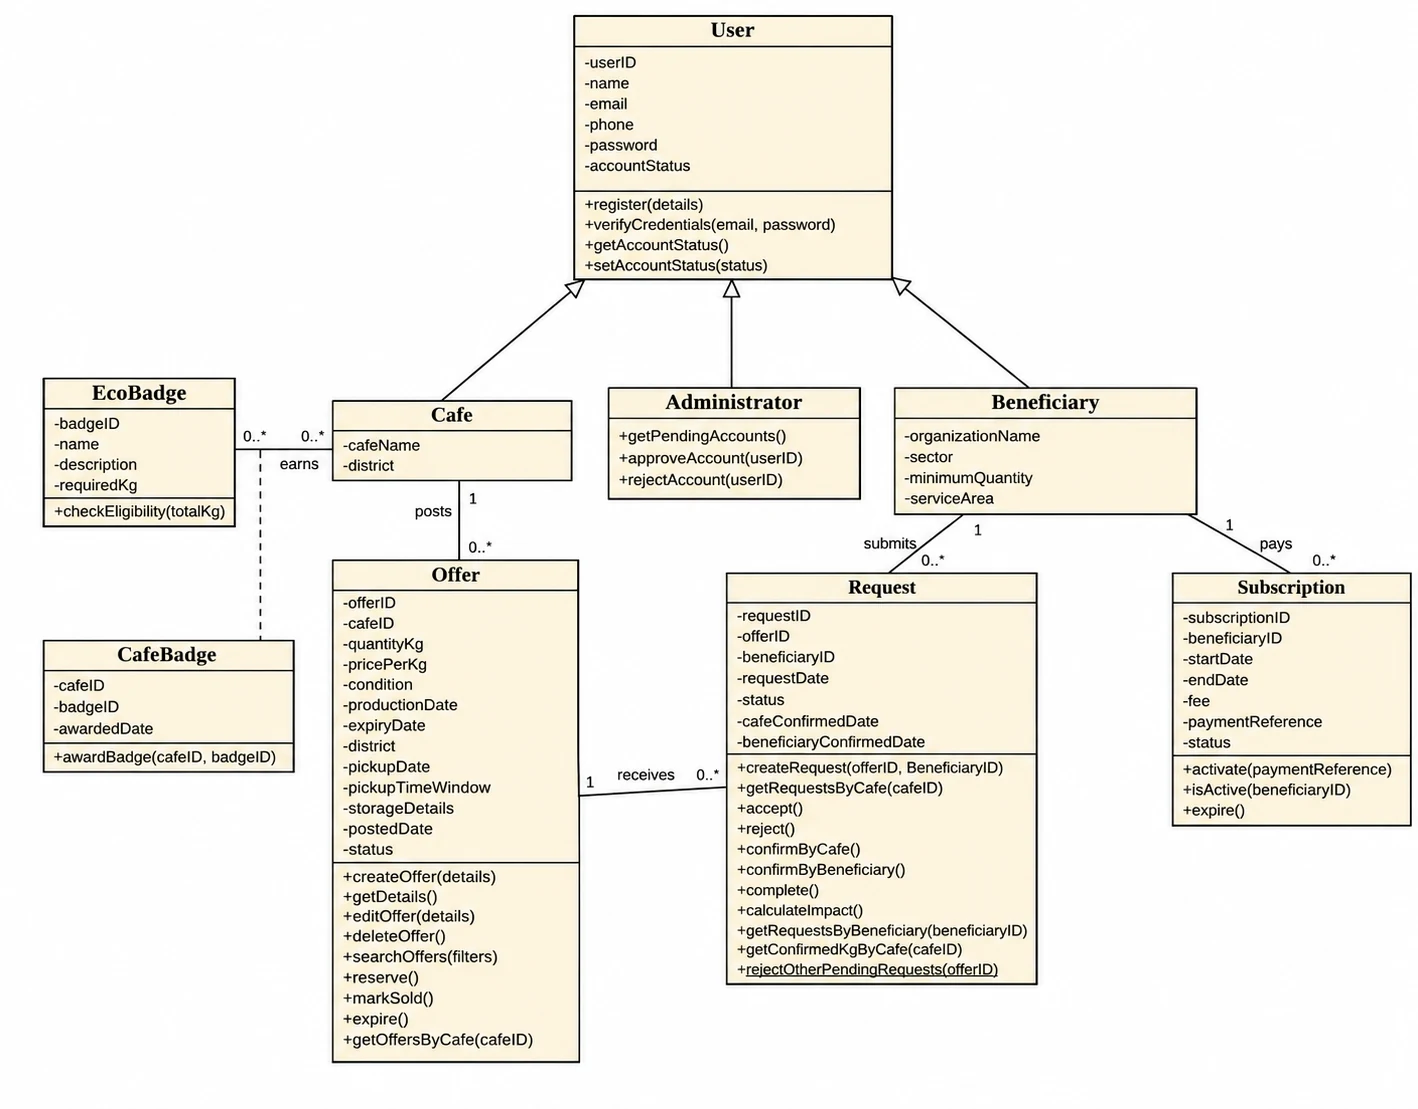 User
-userID
-name
-email
-phone
-password
-accountStatus
+register(details)
+verifyCredentials(email, password)
+getAccountStatus()
+setAccountStatus(status)
EcoBadge
-badgeID
-name
-description
-requiredKg
+checkEligibility(totalKg)
0..*
0..*
earns
Cafe
-cafeName
-district
Administrator
+getPendingAccounts()
+approveAccount(userID)
+rejectAccount(userID)
Beneficiary
-organizationName
-sector
-minimumQuantity
-serviceArea
posts
1
0..*
submits
1
0..*
1
pays
0..*
CafeBadge
-cafeID
-badgeID
-awardedDate
+awardBadge(cafeID, badgeID)
Offer
-offerID
-cafeID
-quantityKg
-pricePerKg
-condition
-productionDate
-expiryDate
-district
-pickupDate
-pickupTimeWindow
-storageDetails
-postedDate
-status
+createOffer(details)
+getDetails()
+editOffer(details)
+deleteOffer()
+searchOffers(filters)
+reserve()
+markSold()
+expire()
+getOffersByCafe(cafeID)
1
receives
0..*
Request
-requestID
-offerID
-beneficiaryID
-requestDate
-status
-cafeConfirmedDate
-beneficiaryConfirmedDate
+createRequest(offerID, BeneficiaryID)
+getRequestsByCafe(cafeID)
+accept()
+reject()
+confirmByCafe()
+confirmByBeneficiary()
+complete()
+calculateImpact()
+getRequestsByBeneficiary(beneficiaryID)
+getConfirmedKgByCafe(cafeID)
+rejectOtherPendingRequests(offerID)
Subscription
-subscriptionID
-beneficiaryID
-startDate
-endDate
-fee
-paymentReference
-status
+activate(paymentReference)
+isActive(beneficiaryID)
+expire()